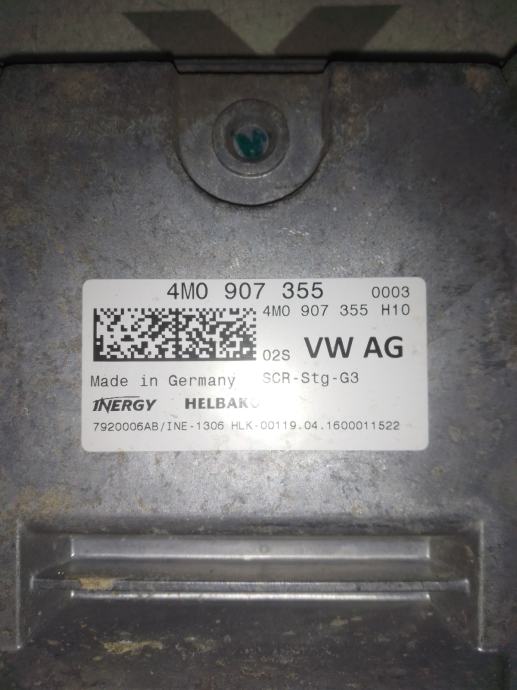 4M0 907 355 0003
4M0 907 355 H10
02S VW AG
Made in Germany SCR-Stg-G3
INERGY HELBAKO
7920006AB/INE-1306 HLK-00119.04.1600011522